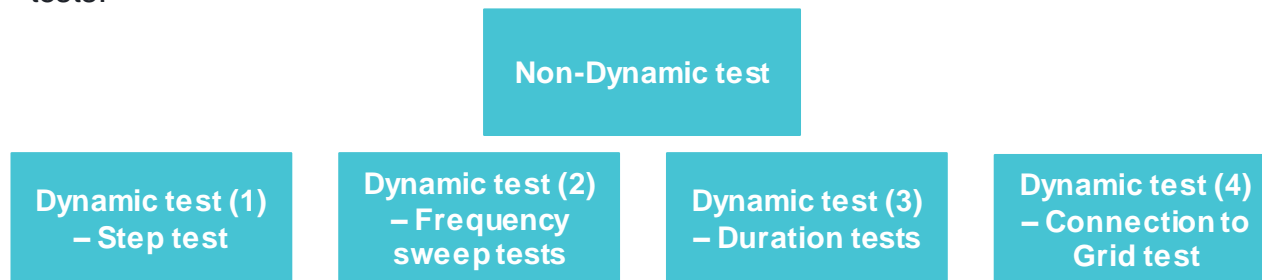 tests:
Non-Dynamic test
Dynamic test (1)
– Step test
Dynamic test (2)
– Frequency
sweep tests
Dynamic test (3)
– Duration tests
Dynamic test (4)
– Connection to
Grid test